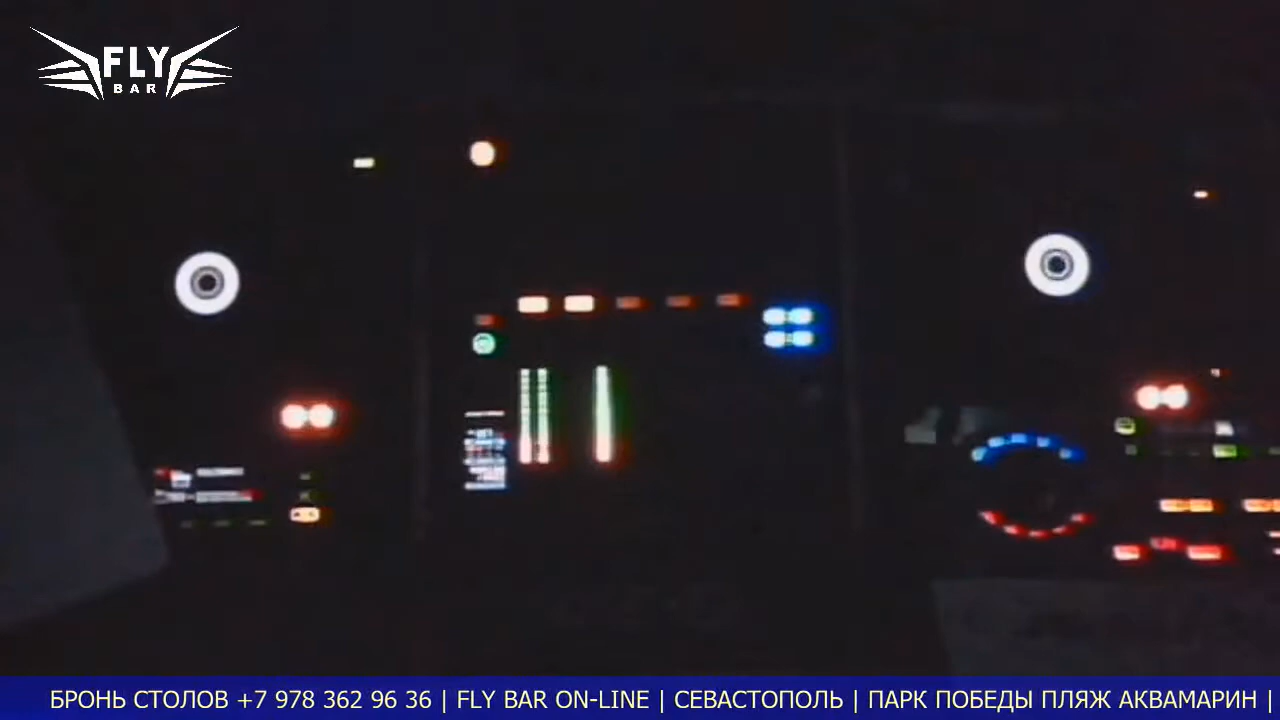 FLY
BAR
БРОНЬ СТОЛОВ +7 978 362 96 36 | FLY BAR ON-LINE | СЕВАСТОПОЛЬ | ПАРК ПОБЕДЫ ПЛЯЖ АКВАМАРИН |